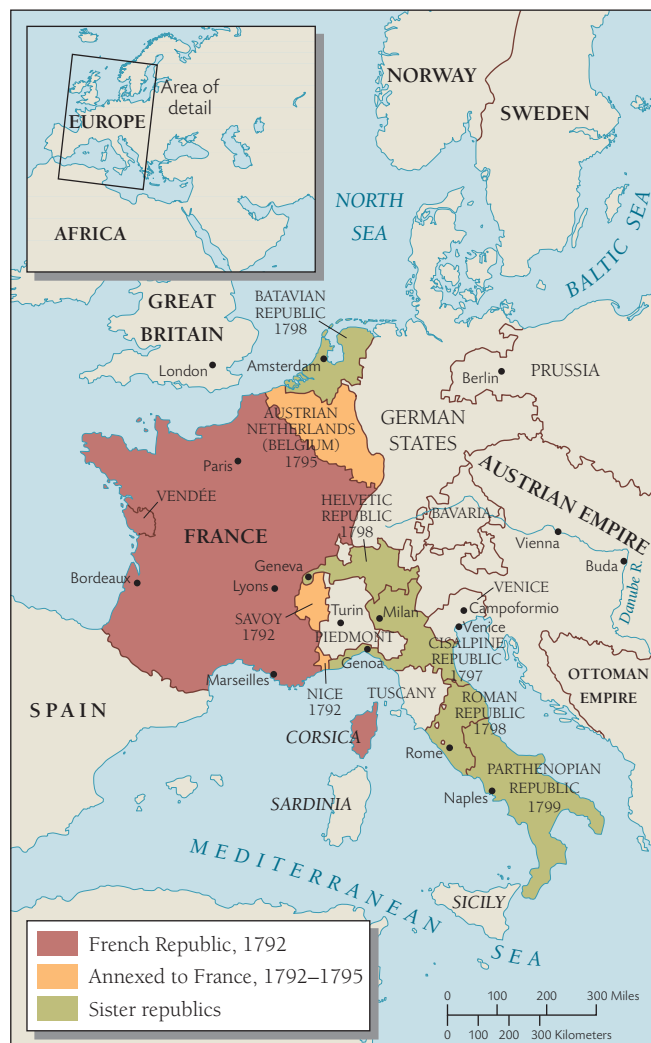 Area of
detail
EUROPE
AFRICA
NORWAY
SWEDEN
NORTH
SEA
BALTIC SEA
GREAT
BRITAIN
London
BATAVIAN
REPUBLIC
1798
Amsterdam
Berlin
PRUSSIA
AUSTRIAN
NETHERLANDS
(BELGIUM)
1795
GERMAN
STATES
Paris
VENDÉE
FRANCE
HELVETIC
REPUBLIC
1798
BAVARIA
AUSTRIAN EMPIRE
Vienna
Buda
Danube R.
Bordeaux
Lyons
Geneva
SAVOY
1792
Turin
PIEDMONT
Milan
VENICE
Campoformio
Venice
CISALPINE
REPUBLIC
1797
Genoa
Marseilles
NICE
1792
TUSCANY
OTTOMAN
EMPIRE
SPAIN
CORSICA
ROMAN
REPUBLIC
1798
Rome
PARTHENOPIAN
REPUBLIC
1799
Naples
SARDINIA
MEDITERRANEAN
SEA
SICILY
French Republic, 1792
Annexed to France, 1792–1795
Sister republics
0 100 200 300 Miles
0 100 200 300 Kilometers